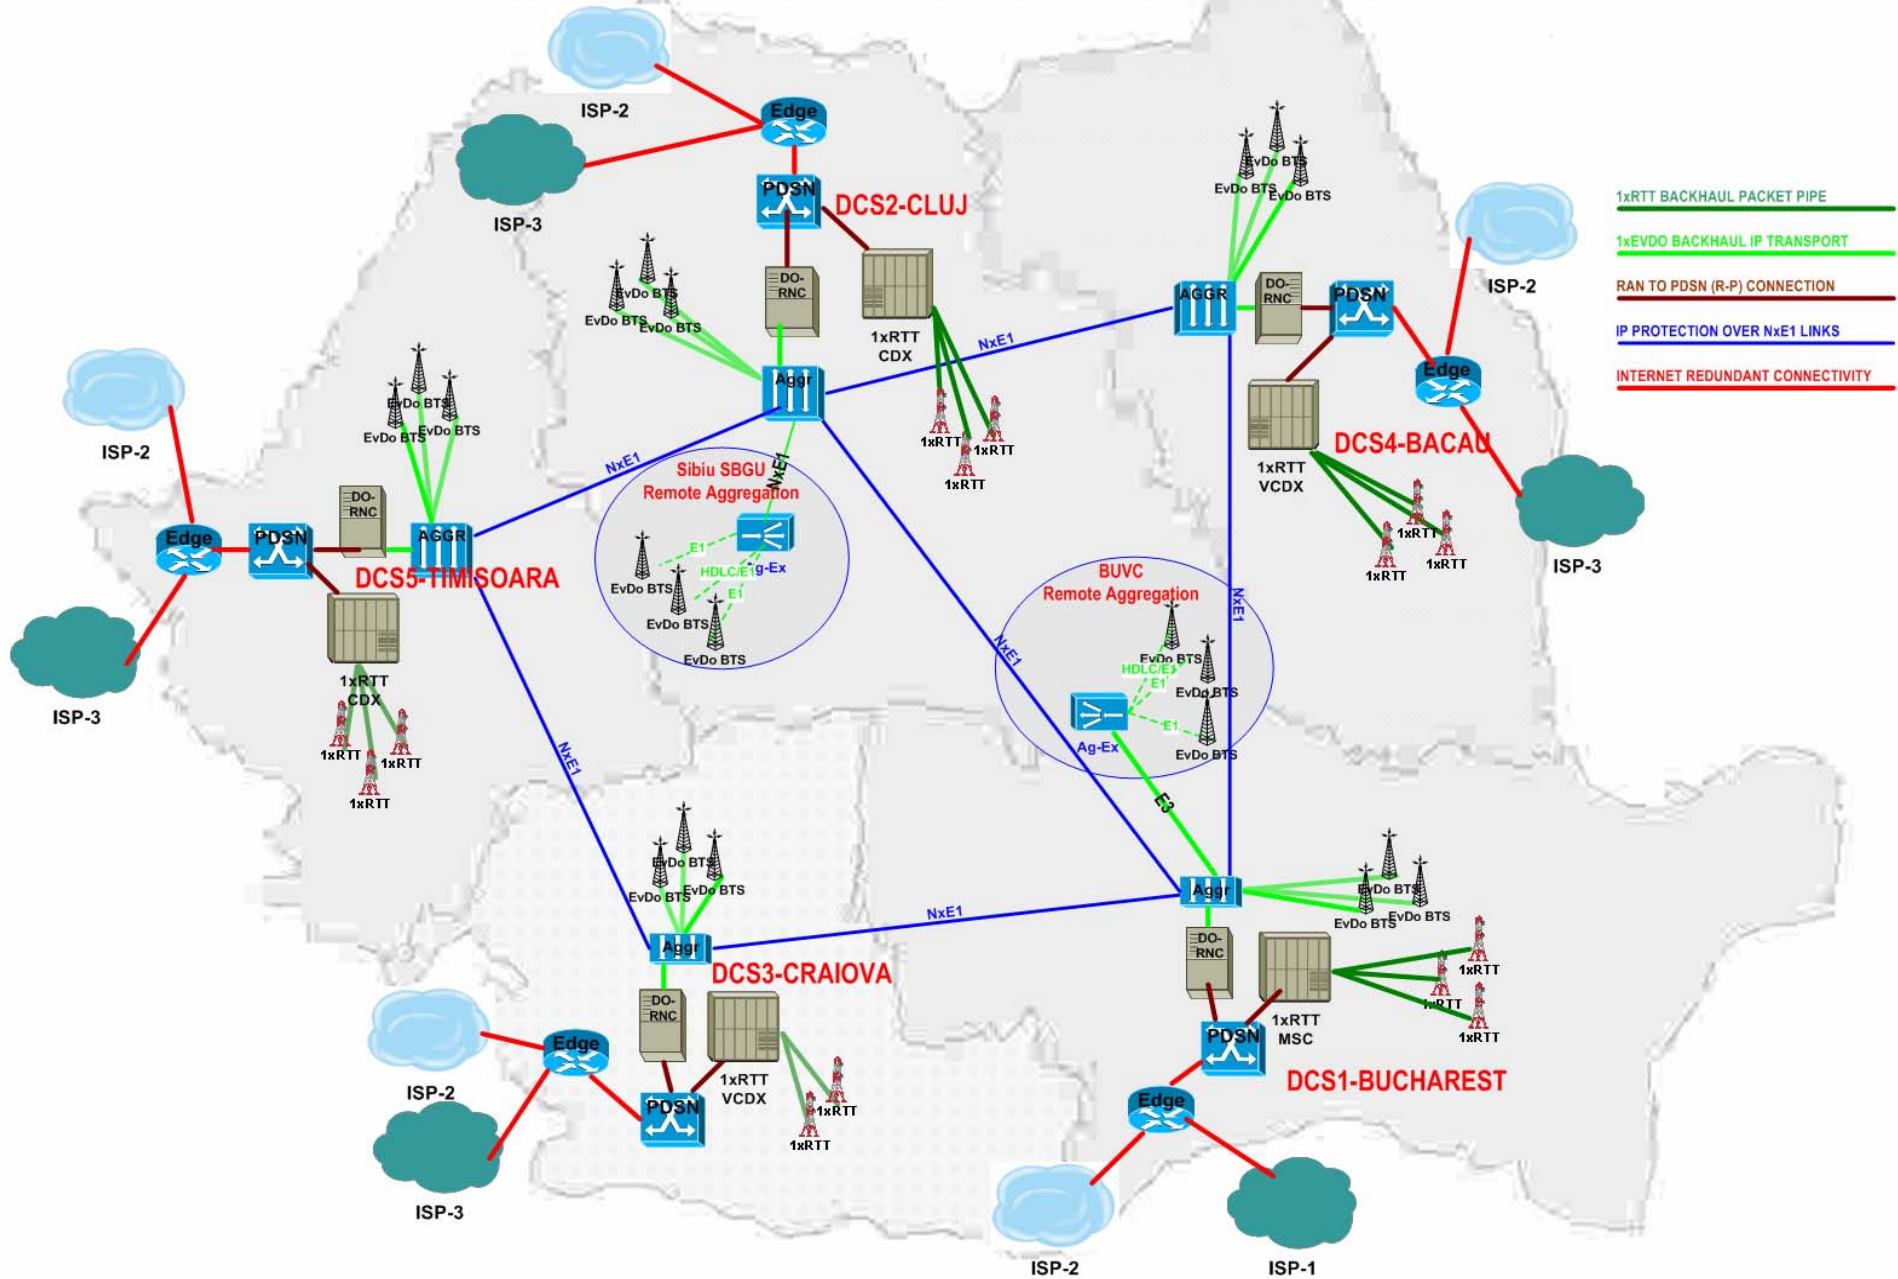 ISP-2
Edge
ISP-3
PDSN
DCS2-CLUJ
DO-
RNC
1xRTT
CDX
EvDo BTS
EvDo BTS
EvDo BTS
Aggr
1xRTT
1xRTT
1xRTT
NxE1
EvDo BTS
EvDo BTS
EvDo BTS
AGGR
DO-
RNC
PDSN
ISP-2
Edge
DCS4-BACAU
1xRTT
VCDX
1xRTT
1xRTT
1xRTT
ISP-3
1xRTT BACKHAUL PACKET PIPE
1xEVDO BACKHAUL IP TRANSPORT
RAN TO PDSN (R-P) CONNECTION
IP PROTECTION OVER NxE1 LINKS
INTERNET REDUNDANT CONNECTIVITY
ISP-2
EvDo BTS
EvDo BTS
EvDo BTS
Edge
PDSN
DO-
RNC
AGGR
DCS5-TIMISOARA
ISP-3
1xRTT
CDX
1xRTT
1xRTT
1xRTT
NxE1
NxE1
Sibiu SBGU
Remote Aggregation
NxE1
Ag-Ex
E1
HDLC/E1
E1
EvDo BTS
EvDo BTS
EvDo BTS
NxE1
NxE1
BUVC
Remote Aggregation
EvDo BTS
HDLC/E1
E1
EvDo BTS
E1
EvDo BTS
Ag-Ex
E3
NxE1
EvDo BTS
EvDo BTS
EvDo BTS
Aggr
DCS3-CRAIOVA
DO-
RNC
1xRTT
VCDX
1xRTT
1xRTT
Edge
PDSN
ISP-2
ISP-3
Aggr
EvDo BTS
EvDo BTS
EvDo BTS
DO-
RNC
1xRTT
MSC
1xRTT
1xRTT
1xRTT
PDSN
DCS1-BUCHAREST
Edge
ISP-2
ISP-1